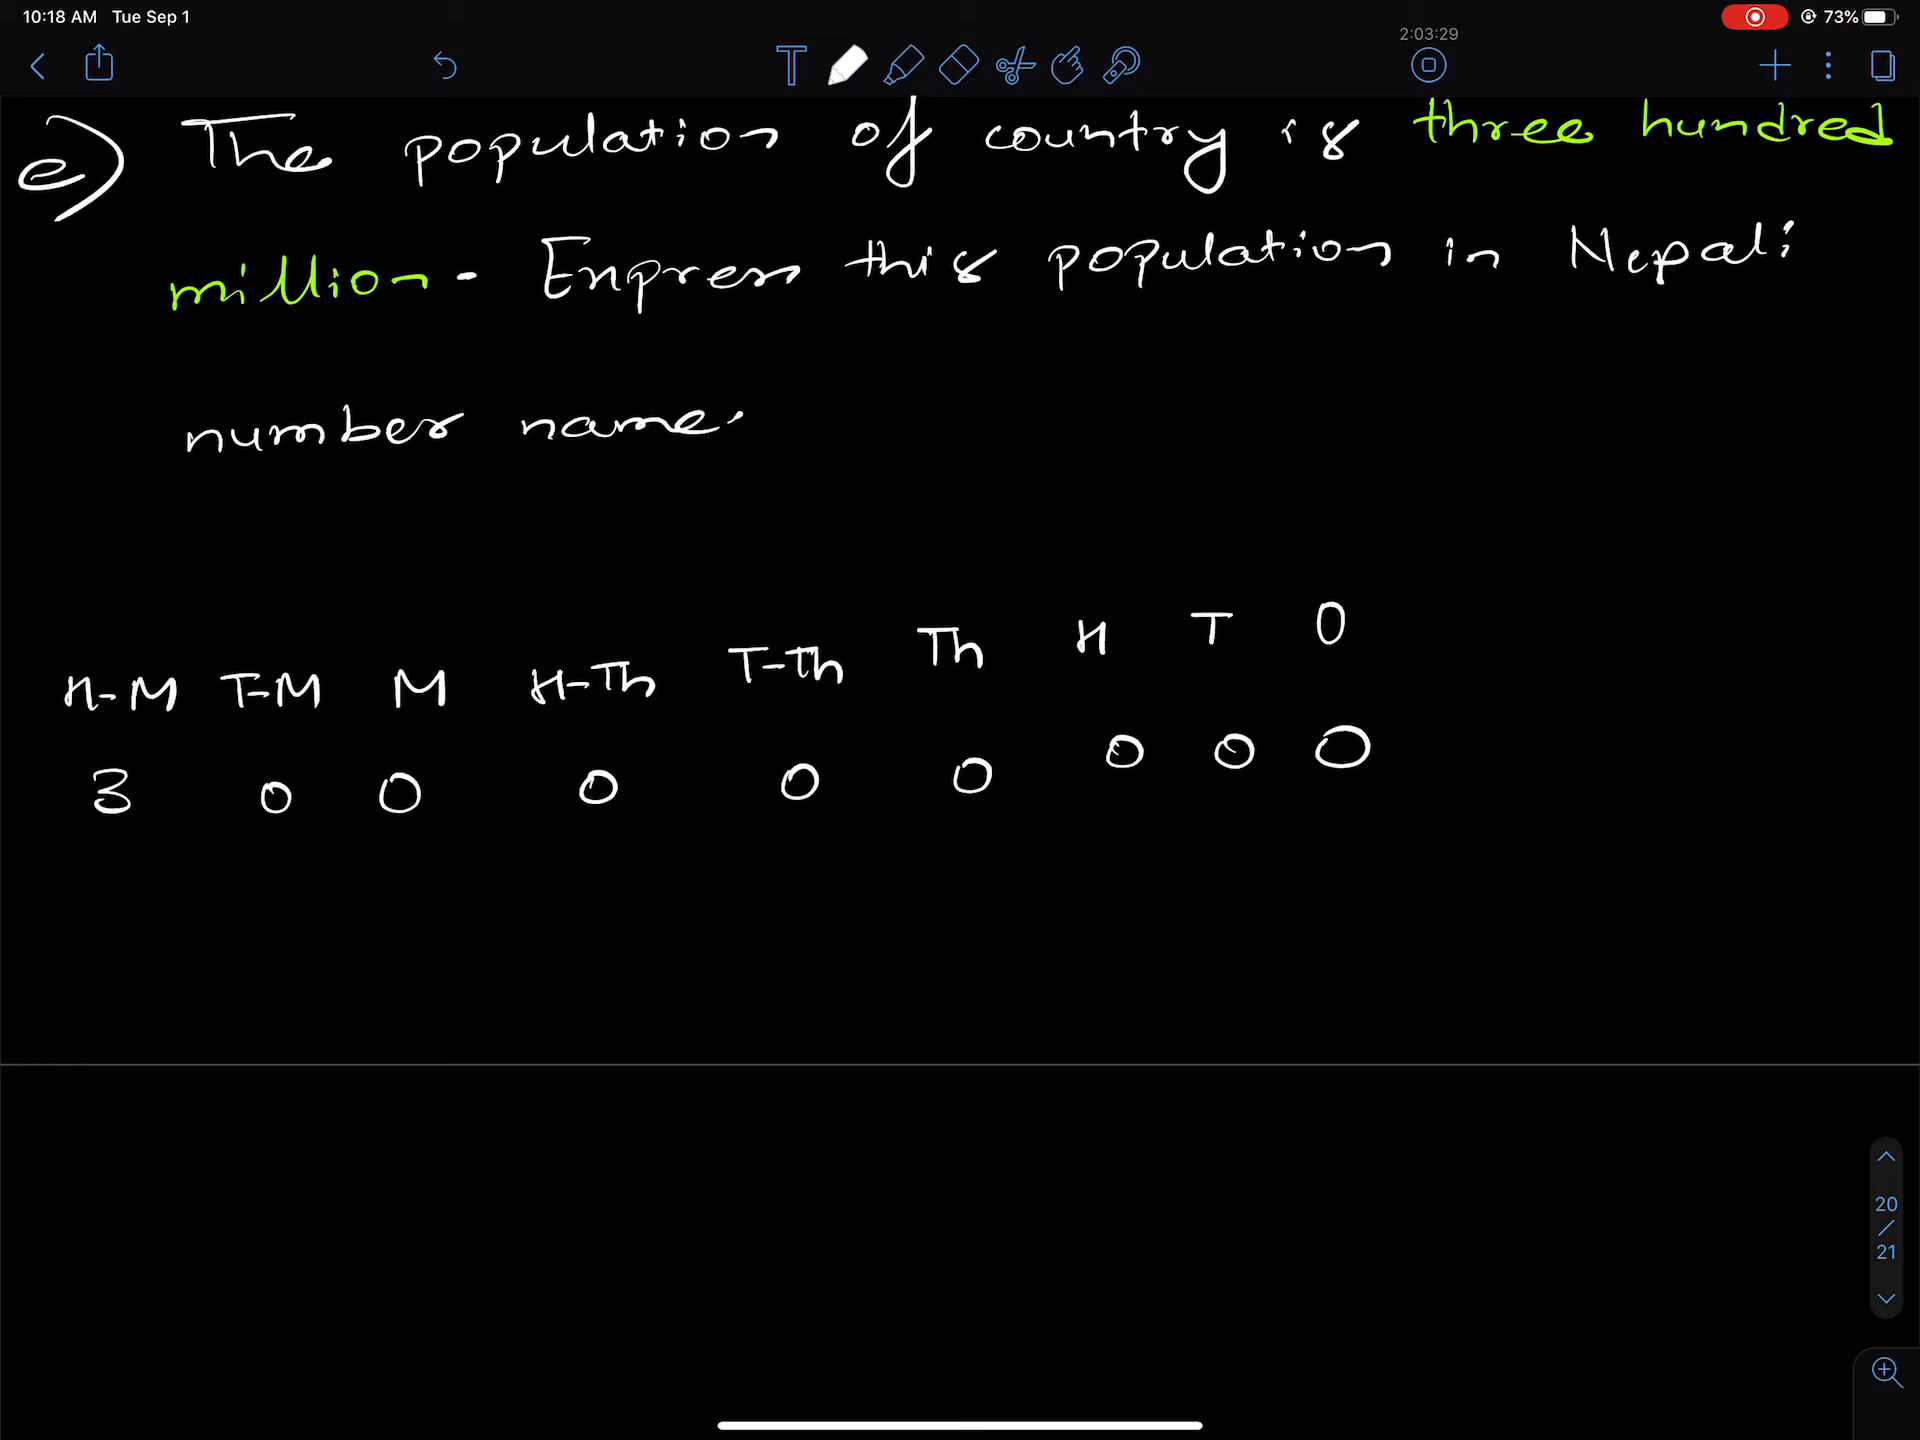 10:18 AM Tue Sep 1
73%
2:03:29
T
e) The population of country is three hundred
million. Express this population in Nepali
number name.
H-M T-M M H-Th T-Th Th H T O
3 0 0 0 0 0 0 0 0
20
/
21